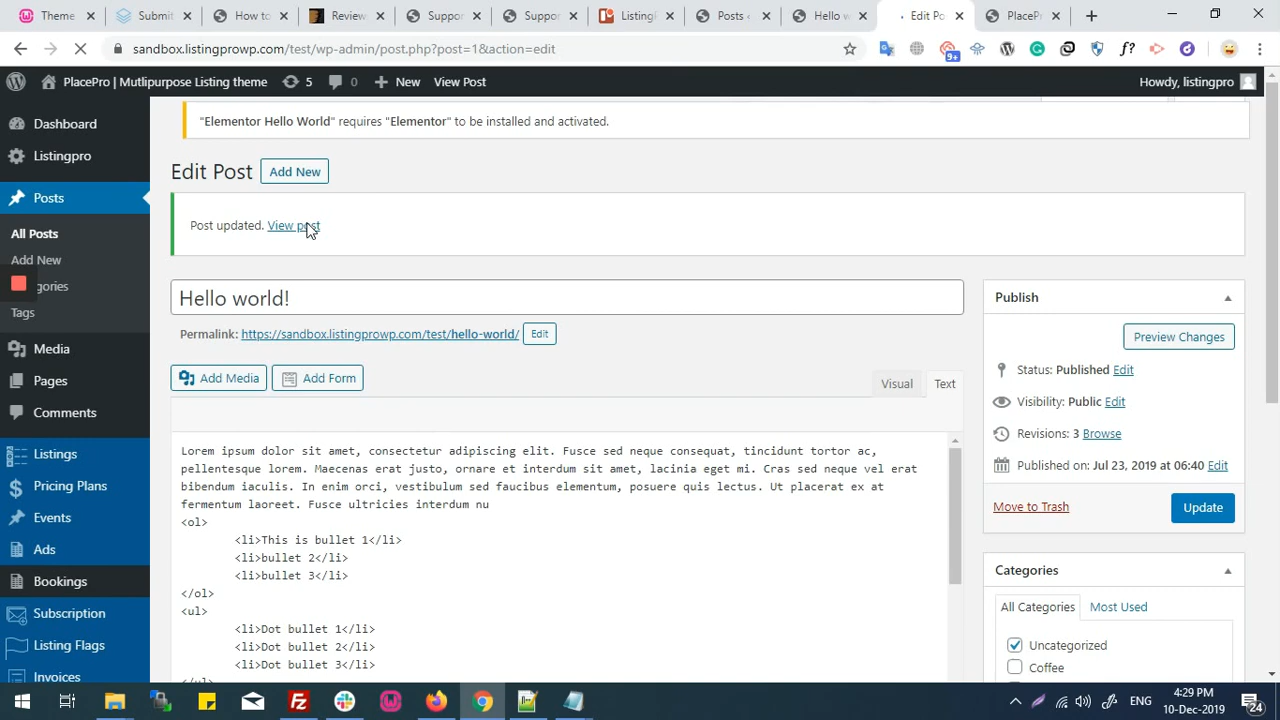 Theme
Submit
How to
Review
Suppor
Suppor
ListingP
Posts
Hello w
Edit Po
PlacePr
sandbox.listingprowp.com/test/wp-admin/post.php?post=1&action=edit
9+
PlacePro | Mutlipurpose Listing theme 5 0 New View Post Howdy, listingpro
"Elementor Hello World" requires "Elementor" to be installed and activated.
Dashboard
Listingpro
Posts
All Posts
Add New
gories
Tags
Media
Pages
Comments
Listings
Pricing Plans
Events
Ads
Bookings
Subscription
Listing Flags
Invoices
Edit Post Add New
Post updated. View post
Hello world!
Permalink: https://sandbox.listingprowp.com/test/hello-world/ Edit
Add Media Add Form
Visual Text
Lorem ipsum dolor sit amet, consectetur adipiscing elit. Fusce sed neque consequat, tincidunt tortor ac,
pellentesque lorem. Maecenas erat justo, ornare et interdum sit amet, lacinia eget mi. Cras sed neque vel erat
bibendum iaculis. In enim orci, vestibulum sed faucibus elementum, posuere quis lectus. Ut placerat ex at
fermentum laoreet. Fusce ultricies interdum nu
<ol>
<li>This is bullet 1</li>
<li>bullet 2</li>
<li>bullet 3</li>
</ol>
<ul>
<li>Dot bullet 1</li>
<li>Dot bullet 2</li>
<li>Dot bullet 3</li>
Publish
Preview Changes
Status: Published Edit
Visibility: Public Edit
Revisions: 3 Browse
Published on: Jul 23, 2019 at 06:40 Edit
Move to Trash Update
Categories
All Categories Most Used
Uncategorized
Coffee
ENG
4:29 PM
10-Dec-2019
24